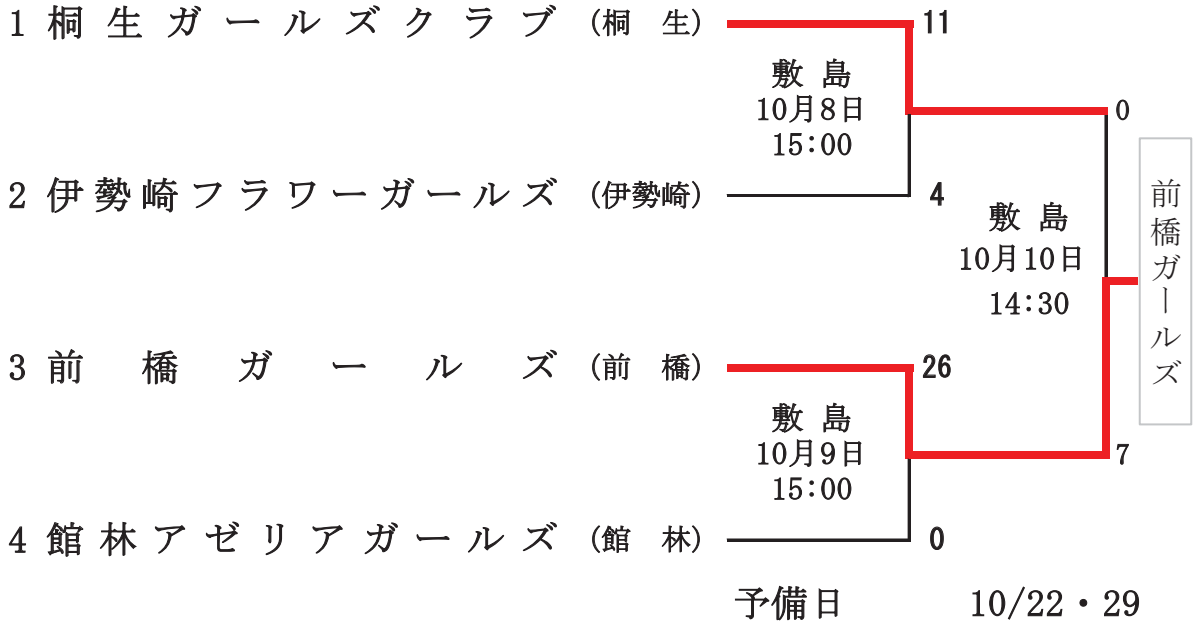 1 桐生ガールズクラブ (桐 生) 11
敷 島
10月8日
15:00
0
2 伊勢崎フラワーガールズ (伊勢崎) 4
敷 島
10月10日
14:30
前橋ガールズ
3 前橋ガールズ (前 橋) 26
敷 島
10月9日
15:00
7
4 館林アゼリアガールズ (館 林) 0
予備日 10/22・29